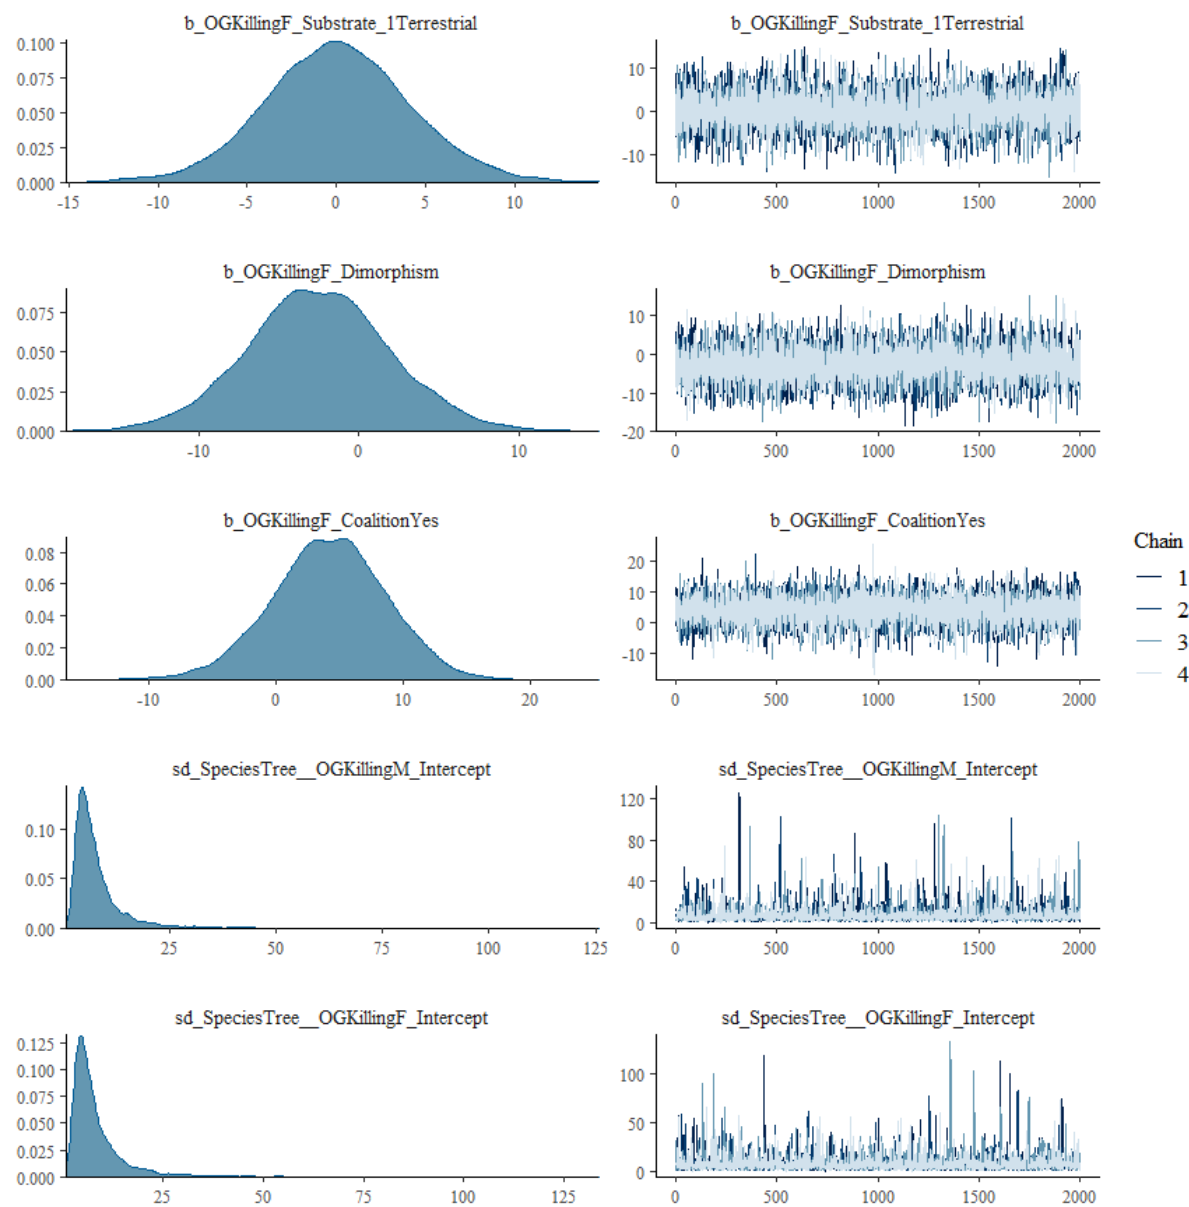 b_OGKillingF_Substrate_1Terrestrial
0.100
0.075
0.050
0.025
0.000
-15 -10 -5 0 5 10
b_OGKillingF_Substrate_1Terrestrial
10
0
-10
0 500 1000 1500 2000
b_OGKillingF_Dimorphism
0.075
0.050
0.025
0.000
-10 0 10
b_OGKillingF_Dimorphism
10
0
-10
-20
0 500 1000 1500 2000
b_OGKillingF_CoalitionYes
0.08
0.06
0.04
0.02
0.00
-10 0 10 20
b_OGKillingF_CoalitionYes
20
10
0
-10
0 500 1000 1500 2000
Chain
1
2
3
4
sd_SpeciesTree__OGKillingM_Intercept
0.10
0.05
0.00
25 50 75 100 125
sd_SpeciesTree__OGKillingM_Intercept
120
80
40
0
0 500 1000 1500 2000
sd_SpeciesTree__OGKillingF_Intercept
0.125
0.100
0.075
0.050
0.025
0.000
25 50 75 100 125
sd_SpeciesTree__OGKillingF_Intercept
100
50
0
0 500 1000 1500 2000